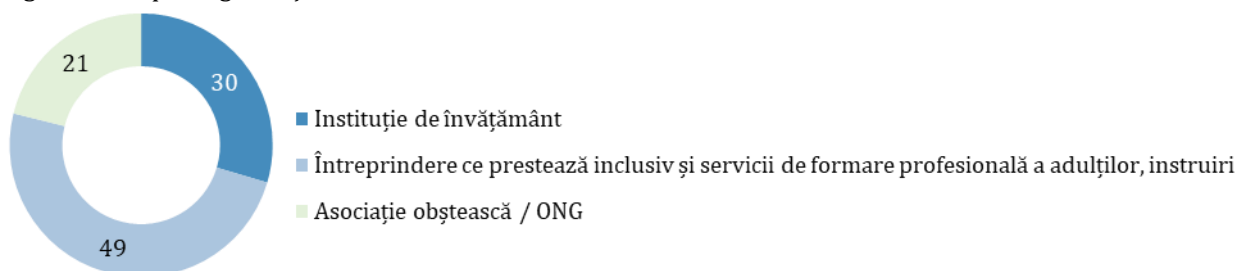 21
30
49
Instituție de învățământ
Întreprindere ce prestează inclusiv și servicii de formare profesională a adulților, instruiri
Asociație obștească / ONG